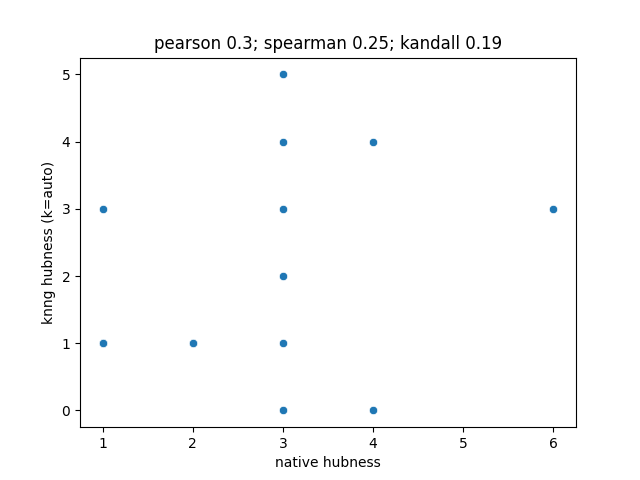 pearson 0.3; spearman 0.25; kandall 0.19
5
4
3
2
1
0
knng hubness (k=auto)
1 2 3 4 5 6
native hubness